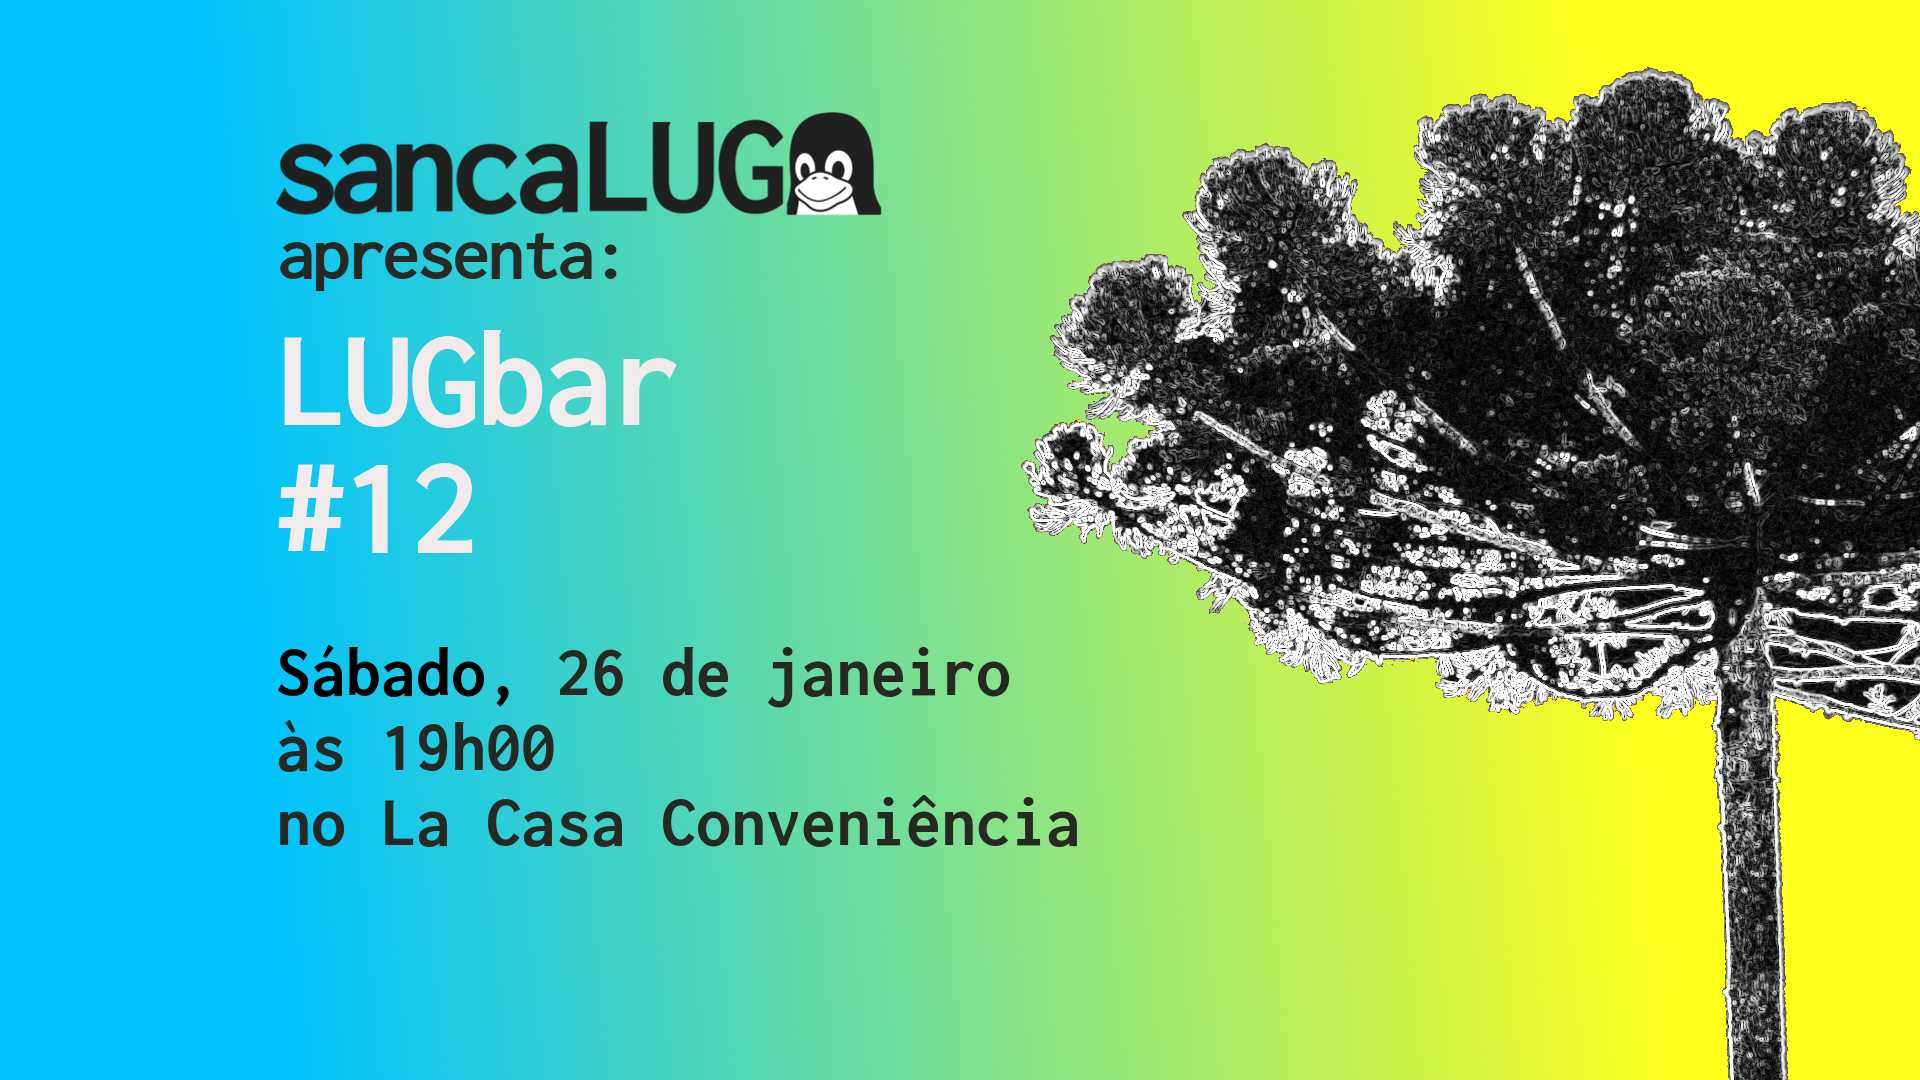 sancaLUG
apresenta:
LUGbar
#12
Sábado, 26 de janeiro
às 19h00
no La Casa Conveniência